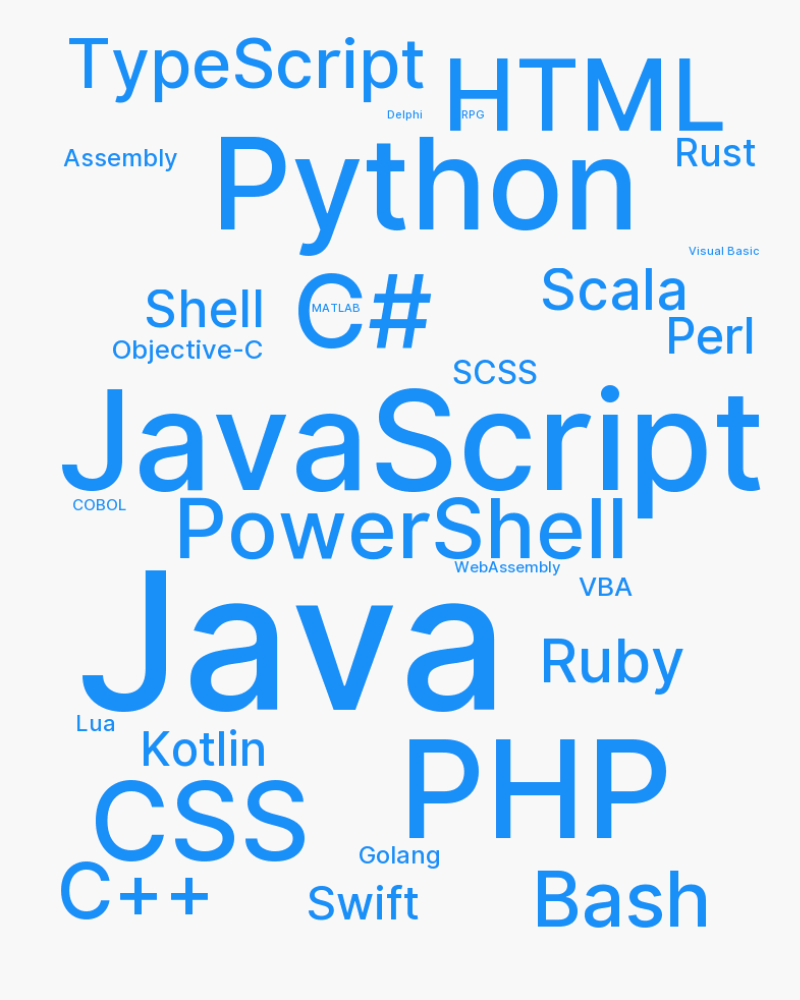 TypeScript
HTML
Delphi
RPG
Assembly
Python
Rust
Visual Basic
Shell
C#
MATLAB
Scala
Objective-C
Perl
SCSS
JavaScript
COBOL
PowerShell
WebAssembly
VBA
Java
Ruby
Lua
Kotlin
PHP
CSS
Golang
C++
Swift
Bash